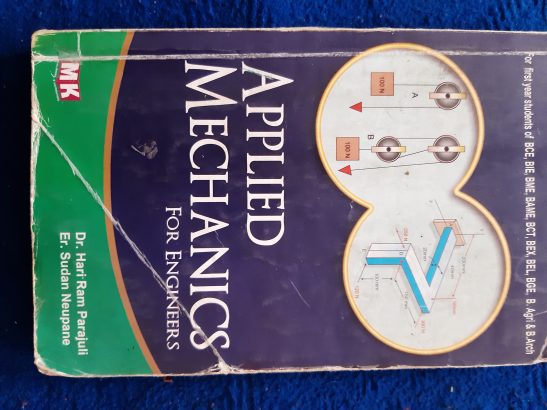 For first year students of BCE, BIE, BME, BAME, BCT, BEX, BEL, BGE, B. Agri & B.Arch
100 N
A
B
100 N
APPLIED
MECHANICS
FOR ENGINEERS
Dr. Hari Ram Parajuli
Er. Sudan Neupane
MK